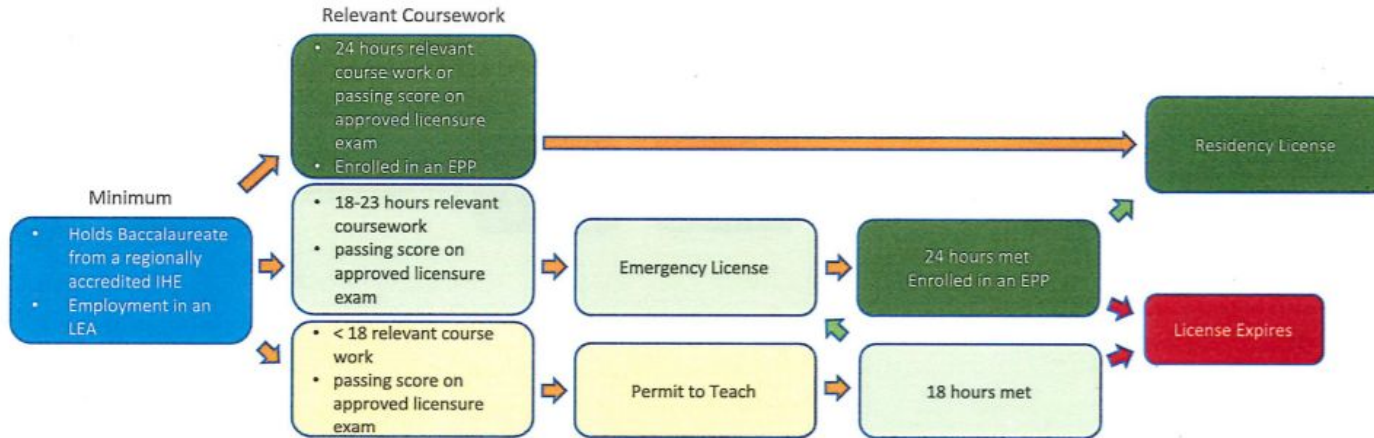 Relevant Coursework
• 24 hours relevant
course work or
passing score on
approved licensure
exam
• Enrolled in an EPP
Residency License
Minimum
• Holds Baccalaureate
from a regionally
accredited IHE
• Employment in an
LEA
• 18-23 hours relevant
coursework
• passing score on
approved licensure
exam
Emergency License
24 hours met
Enrolled in an EPP
License Expires
• < 18 relevant course
work
• passing score on
approved licensure
exam
Permit to Teach
18 hours met